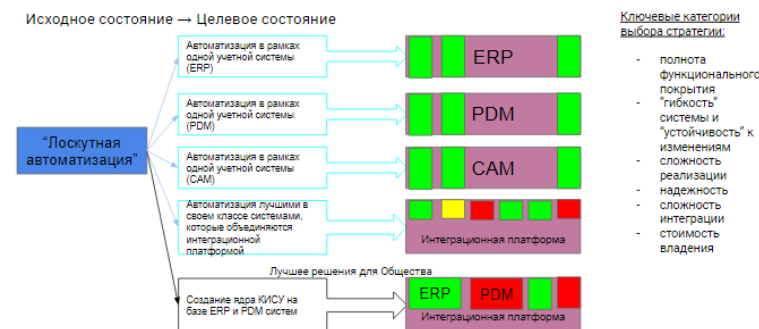 Исходное состояние → Целевое состояние
Ключевые категории
выбора стратегии:
Автоматизация в рамках
одной учетной системы
(ERP)
ERP
- полнота
функционального
покрытия
- "гибкость"
системы и
"устойчивость" к
изменениям
- сложность
реализации
- надежность
- сложность
интеграции
- стоимость
владения
Автоматизация в рамках
одной учетной системы
(PDM)
PDM
"Лоскутная
автоматизация"
Автоматизация в рамках
одной учетной системы
(CAM)
CAM
Автоматизация лучшими в
своем классе системами,
которые объединяются
интеграционной
платформой
Интеграционная платформа
Лучшее решения для Общества
Создание ядра КИСУ на
базе ERP и PDM систем
ERP
PDM
Интеграционная платформа